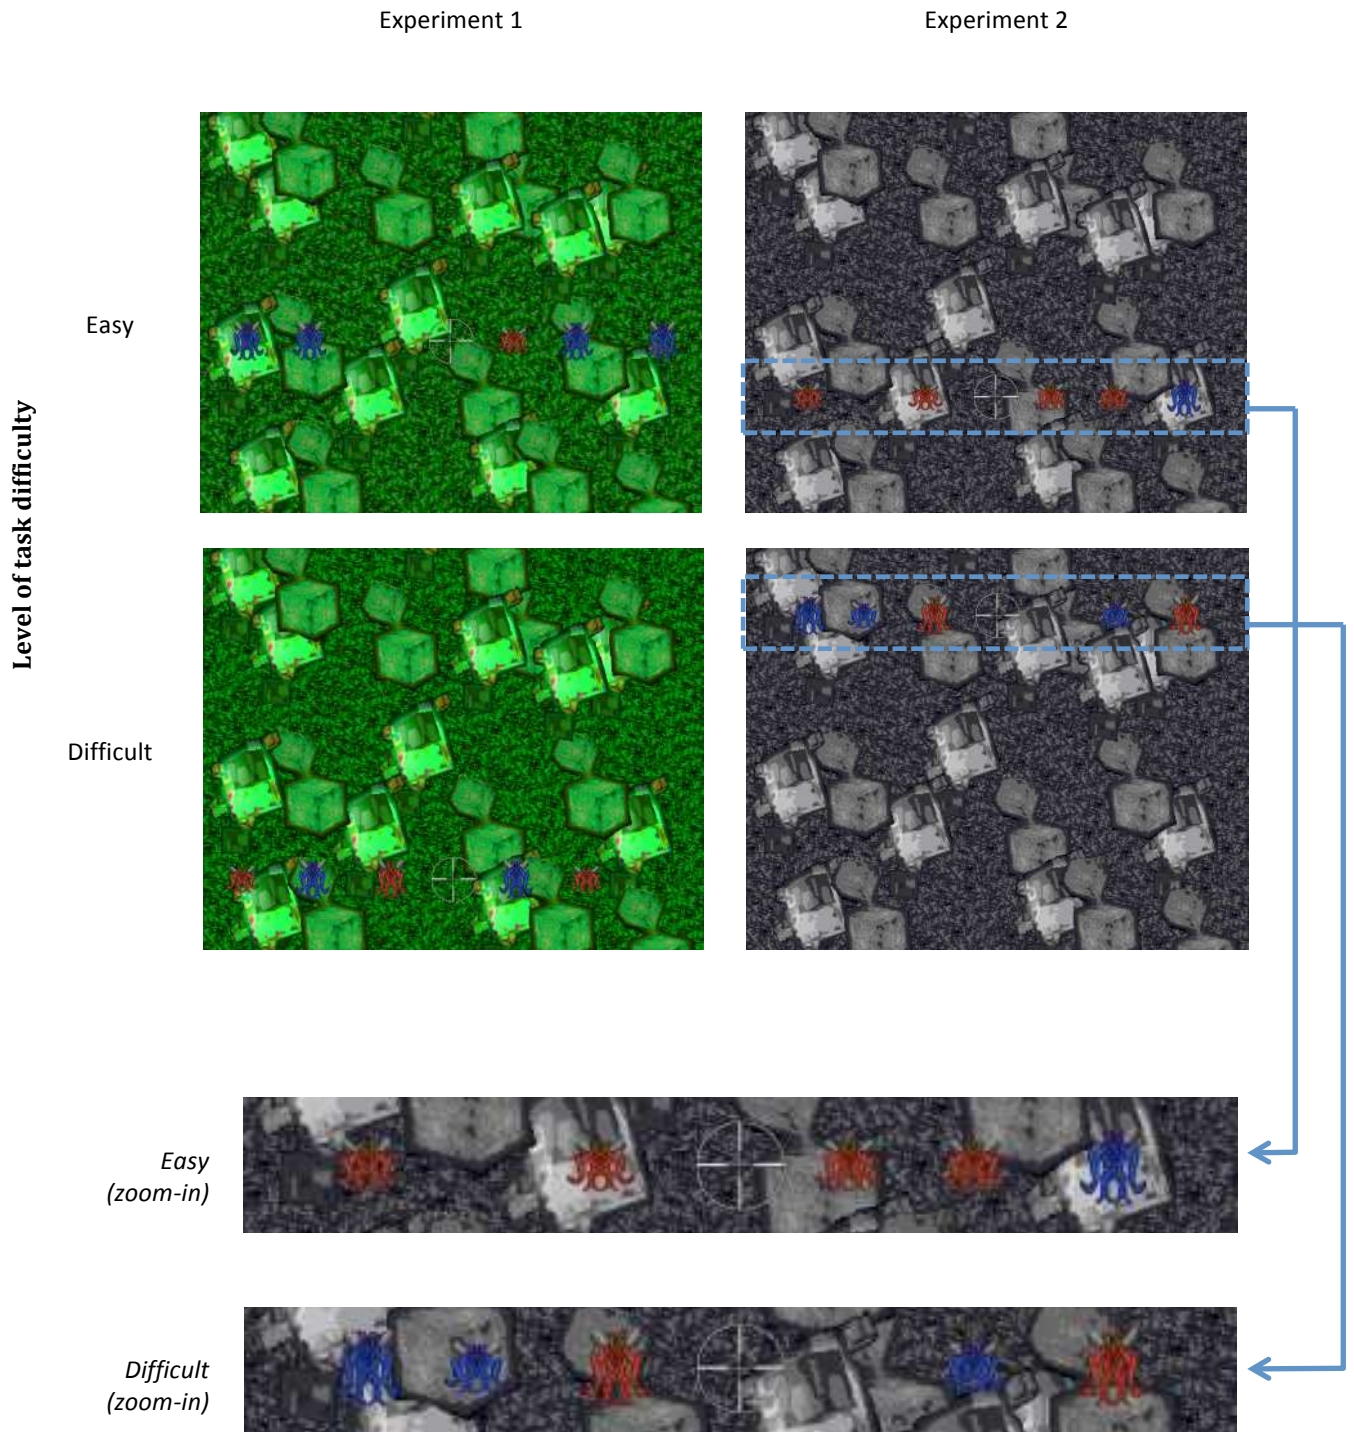 Experiment 1
Experiment 2
Level of task difficulty
Easy
Difficult
Easy
(zoom-in)
Difficult
(zoom-in)